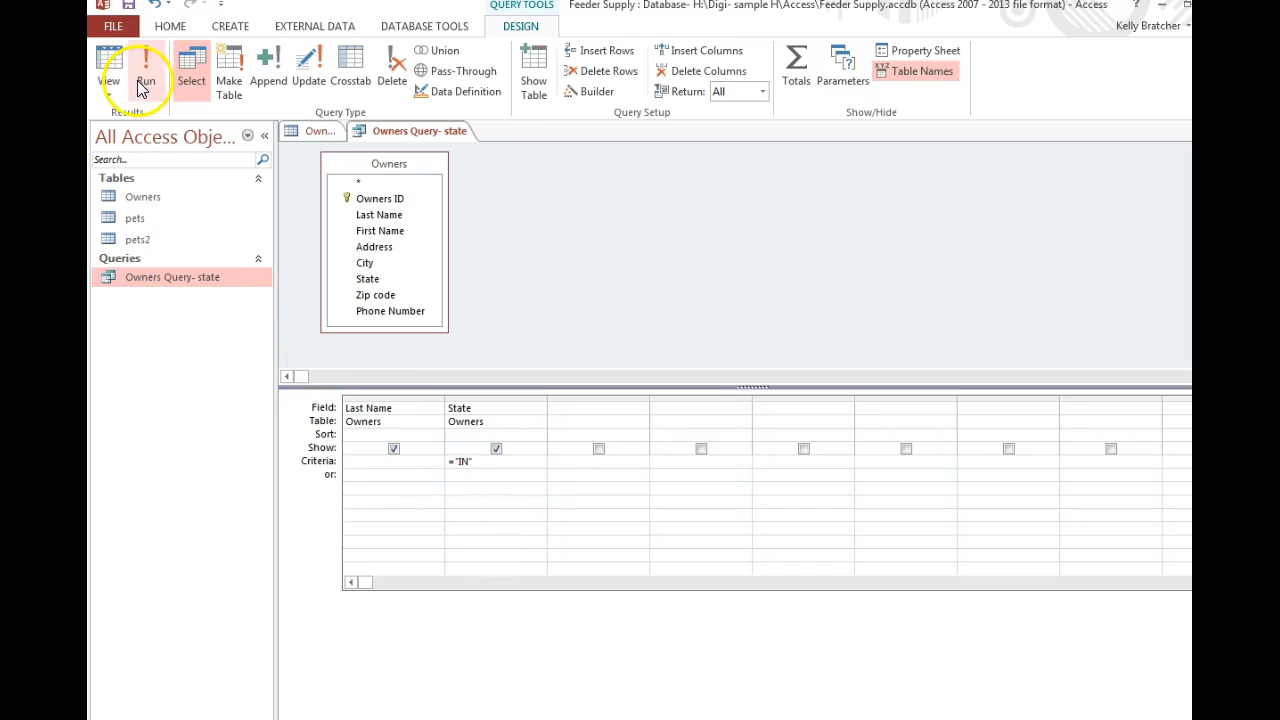 QUERY TOOLS
Feeder Supply : Database- H:\Digi- sample H\Access\Feeder Supply.accdb (Access 2007 - 2013 file format) - Access
?
FILE HOME CREATE EXTERNAL DATA DATABASE TOOLS DESIGN
Kelly Bratcher
View
Run
Select
Make Table
Append
Update
Crosstab
Delete
Union
Pass-Through
Data Definition
Show Table
Insert Rows
Delete Rows
Builder
Insert Columns
Delete Columns
Return: All
Totals
Parameters
Property Sheet
XYZ Table Names
Results Query Type Query Setup Show/Hide
All Access Obje...
Search...
Tables
Owners
pets
pets2
Queries
Owners Query- state
Own... Owners Query- state
Owners
*
Owners ID
Last Name
First Name
Address
City
State
Zip code
Phone Number
Field: Last Name State
Table: Owners Owners
Sort:
Show:
Criteria: ="IN"
or: